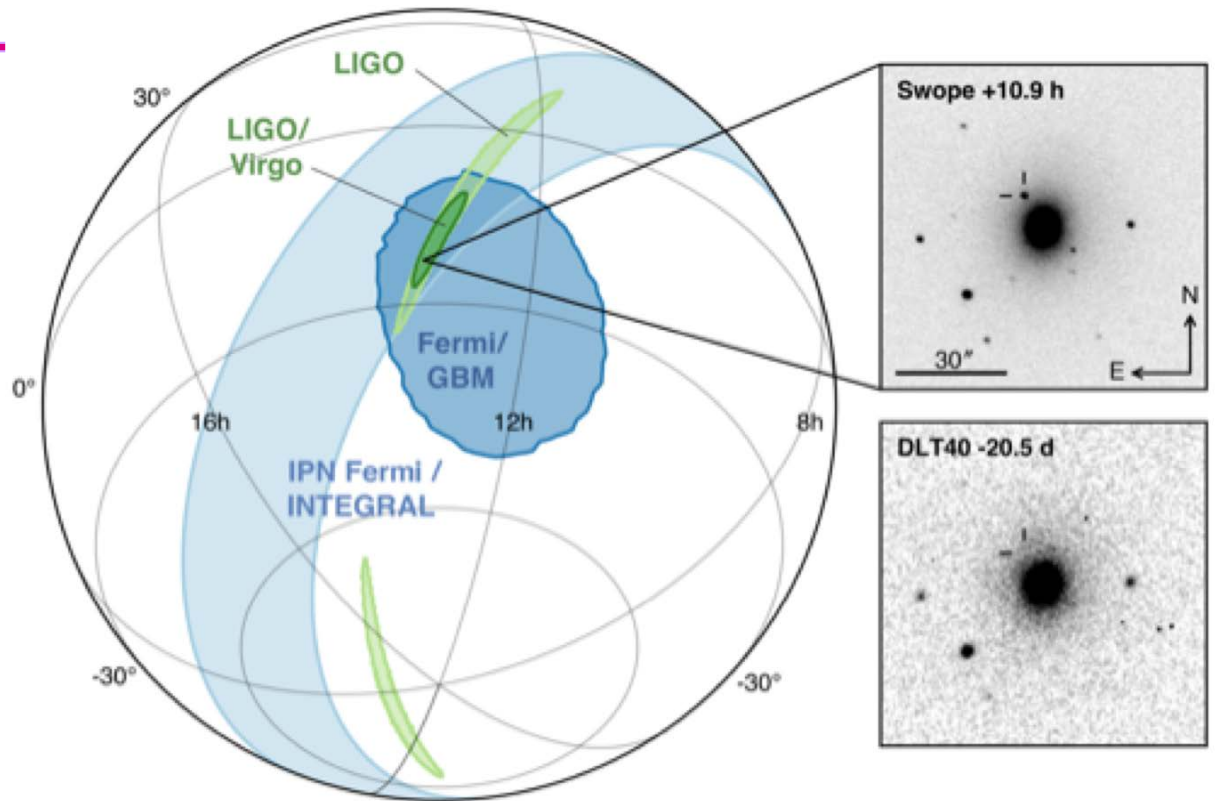 LIGO
LIGO/
Virgo
30°
0°
-30°
-30°
16h
12h
8h
Fermi/
GBM
IPN Fermi /
INTEGRAL
Swope +10.9 h
30"
N
E
DLT40 -20.5 d